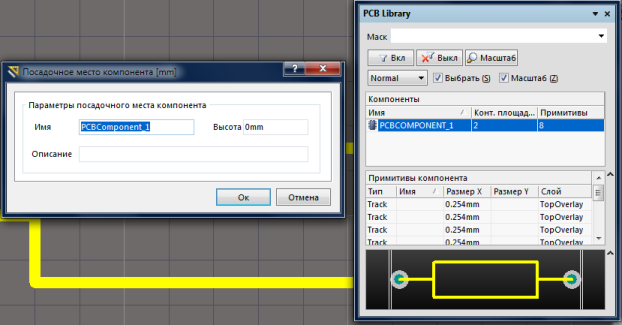 Посадочное место компонента [mm]
Параметры посадочного места компонента
Имя PCBComponent_1 Высота 0mm
Описание
Ок Отмена
PCB Library
Маск
Вкл Выкл Масштаб
Normal Выбрать (S) Масштаб (Z)
Компоненты
Имя / Конт. площад... Примитивы
PCBCOMPONENT_1 2 8
Примитивы компонента
Тип Имя / Размер X Размер Y Слой
Track 0.254mm TopOverlay
Track 0.254mm TopOverlay
Track 0.254mm TopOverlay
Track 0.254mm TopOverlay